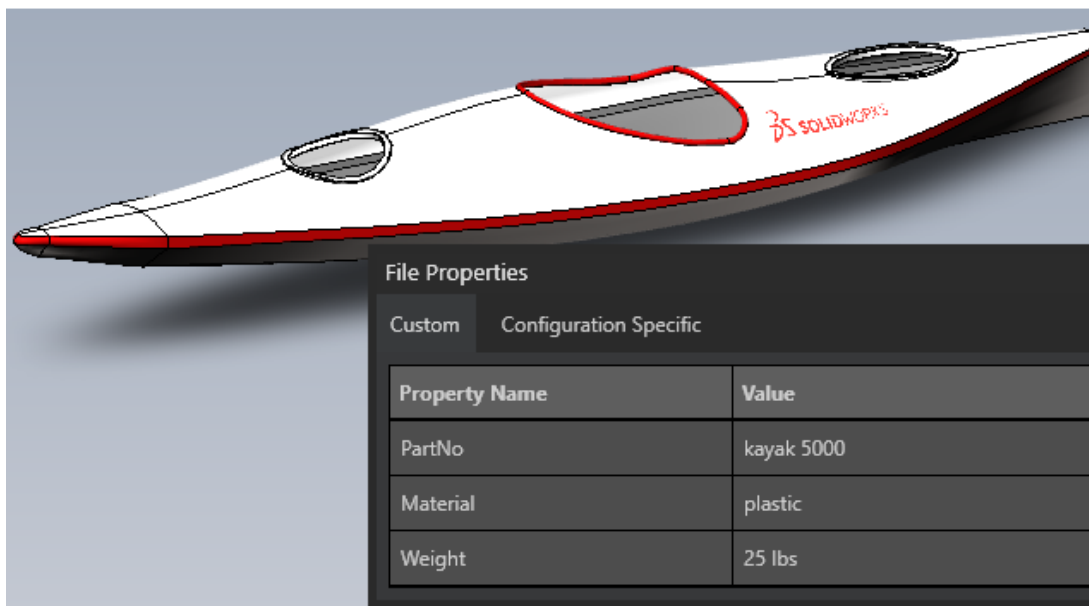 SOLIDWORKS
File Properties
Custom Configuration Specific
Property Name Value
PartNo kayak 5000
Material plastic
Weight 25 lbs